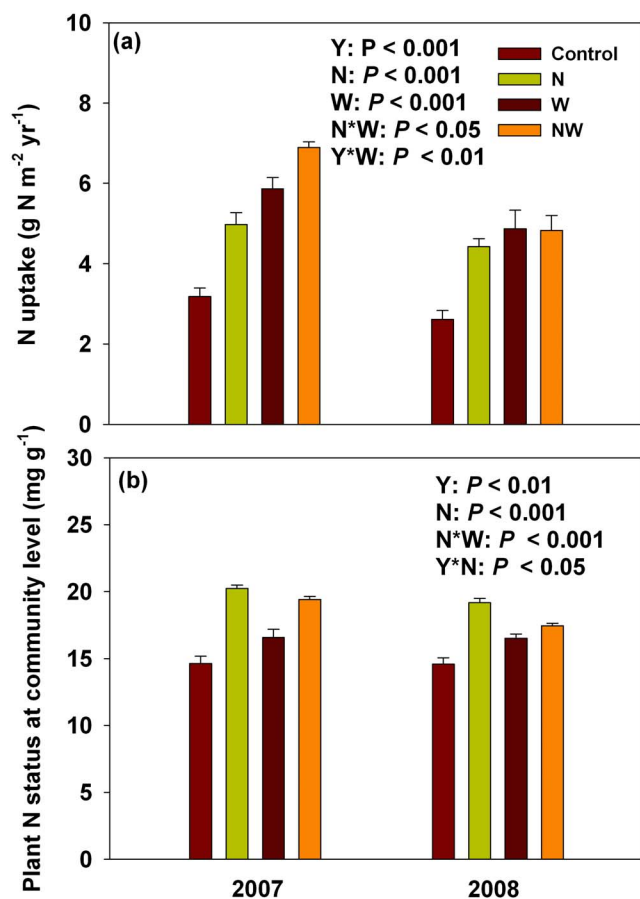 (a)
Y: P < 0.001
N: P < 0.001
W: P < 0.001
N*W: P < 0.05
Y*W: P < 0.01
Control
N
W
NW
N uptake (g N m⁻² yr⁻¹)
10
8
6
4
2
0
(b)
Y: P < 0.01
N: P < 0.001
N*W: P < 0.001
Y*N: P < 0.05
Plant N status at community level (mg g⁻¹)
30
25
20
15
10
5
0
2007
2008